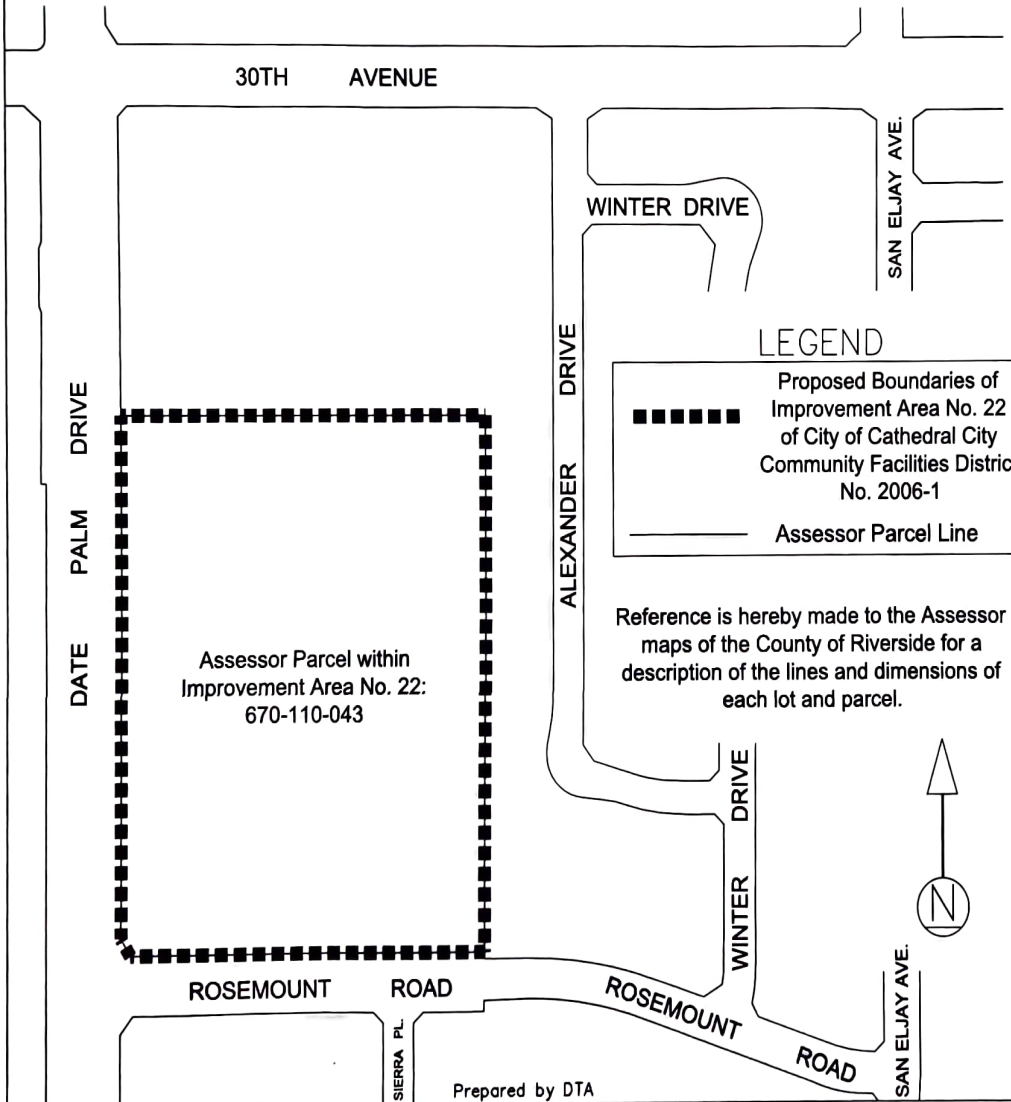 30TH AVENUE
WINTER DRIVE
SAN ELJAY AVE.
DATE PALM DRIVE
ALEXANDER DRIVE
LEGEND
Proposed Boundaries of
Improvement Area No. 22
of City of Cathedral City
Community Facilities Distric
No. 2006-1
Assessor Parcel Line
Reference is hereby made to the Assessor
maps of the County of Riverside for a
description of the lines and dimensions of
each lot and parcel.
Assessor Parcel within
Improvement Area No. 22:
670-110-043
WINTER DRIVE
N
ROSEMOUNT ROAD
ROSEMOUNT ROAD
SIERRA PL.
SAN ELJAY AVE.
Prepared by DTA